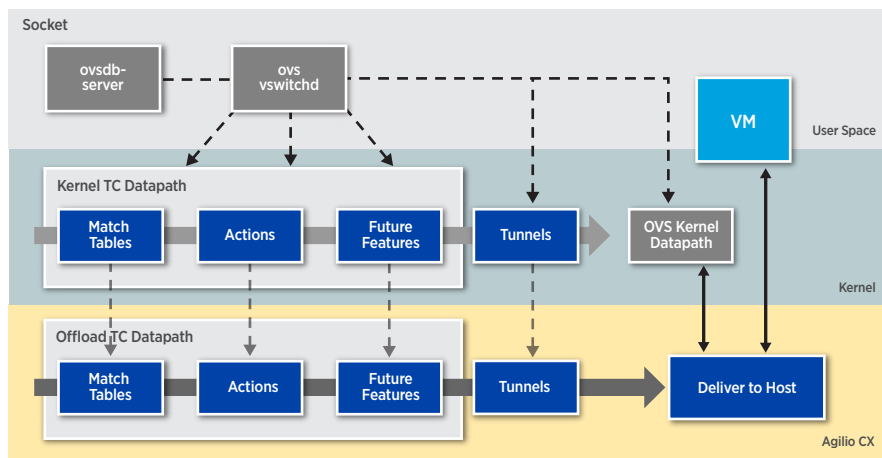 Socket
ovsdb-
server
ovs
vswitchd
VM
User Space
Kernel TC Datapath
Match
Tables
Actions
Future
Features
Tunnels
OVS Kernel
Datapath
Kernel
Offload TC Datapath
Match
Tables
Actions
Future
Features
Tunnels
Deliver to Host
Agilio CX